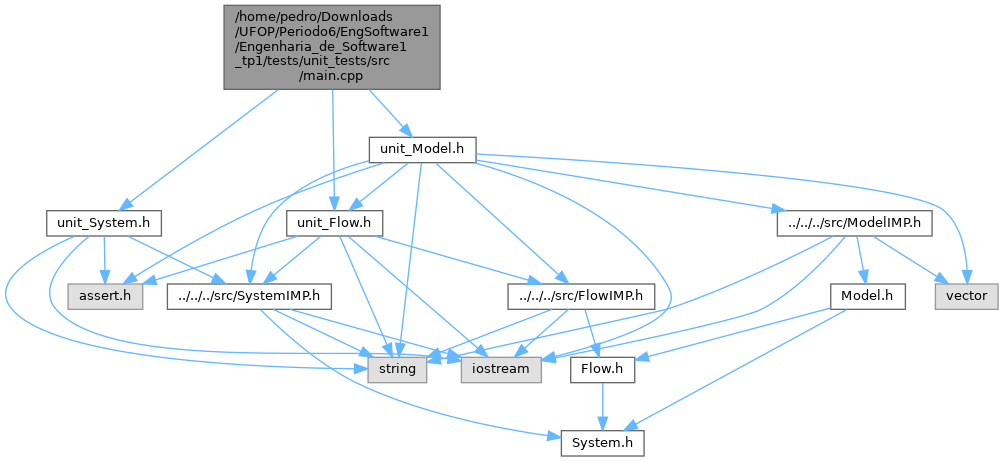 /home/pedro/Downloads
/UFOP/Periodo6/EngSoftware1
/Engenharia_de_Software1
_tp1/tests/unit_tests/src
/main.cpp
unit_Model.h
unit_System.h
unit_Flow.h
../../../src/ModelIMP.h
assert.h
../../../src/SystemIMP.h
../../../src/FlowIMP.h
Model.h
vector
string
iostream
Flow.h
System.h